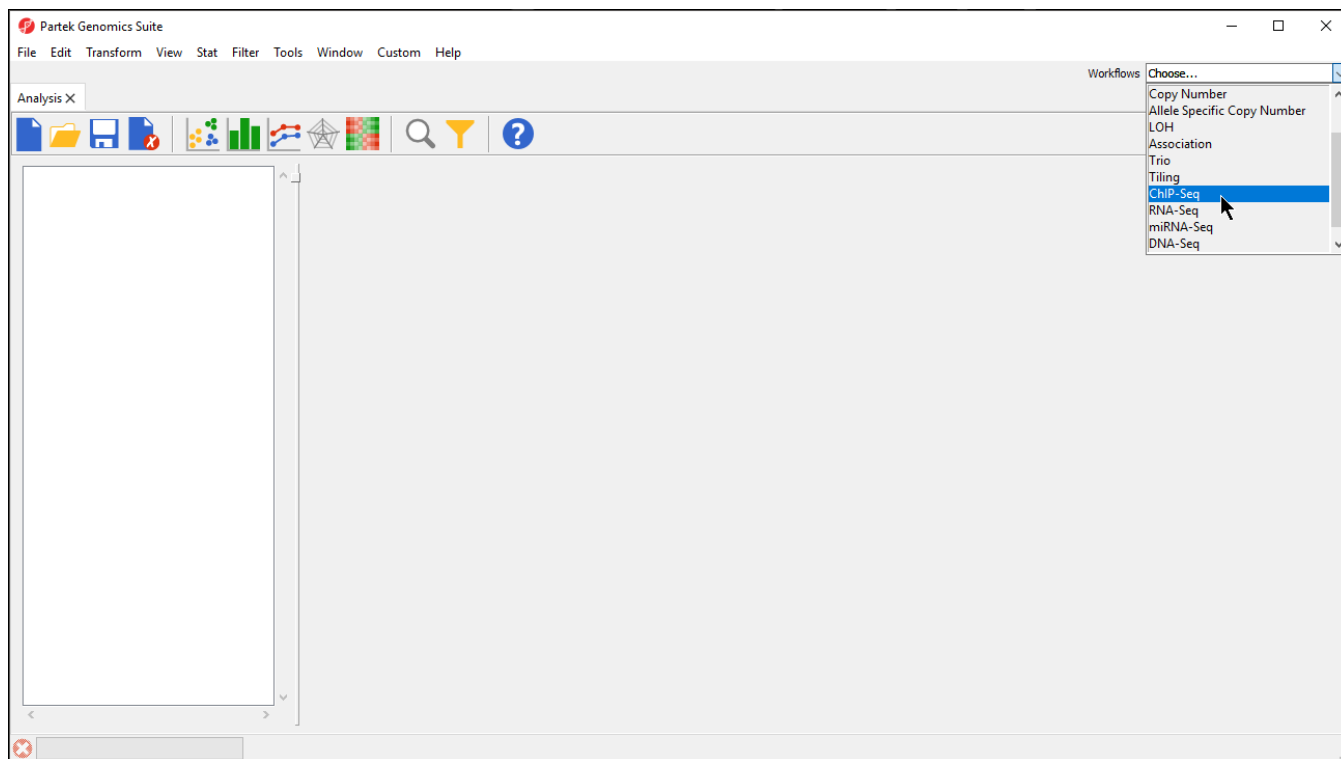 Partek Genomics Suite
File Edit Transform View Stat Filter Tools Window Custom Help
Workflows Choose...
Analysis
Copy Number
Allele Specific Copy Number
LOH
Association
Trio
Tiling
ChIP-Seq
RNA-Seq
miRNA-Seq
DNA-Seq